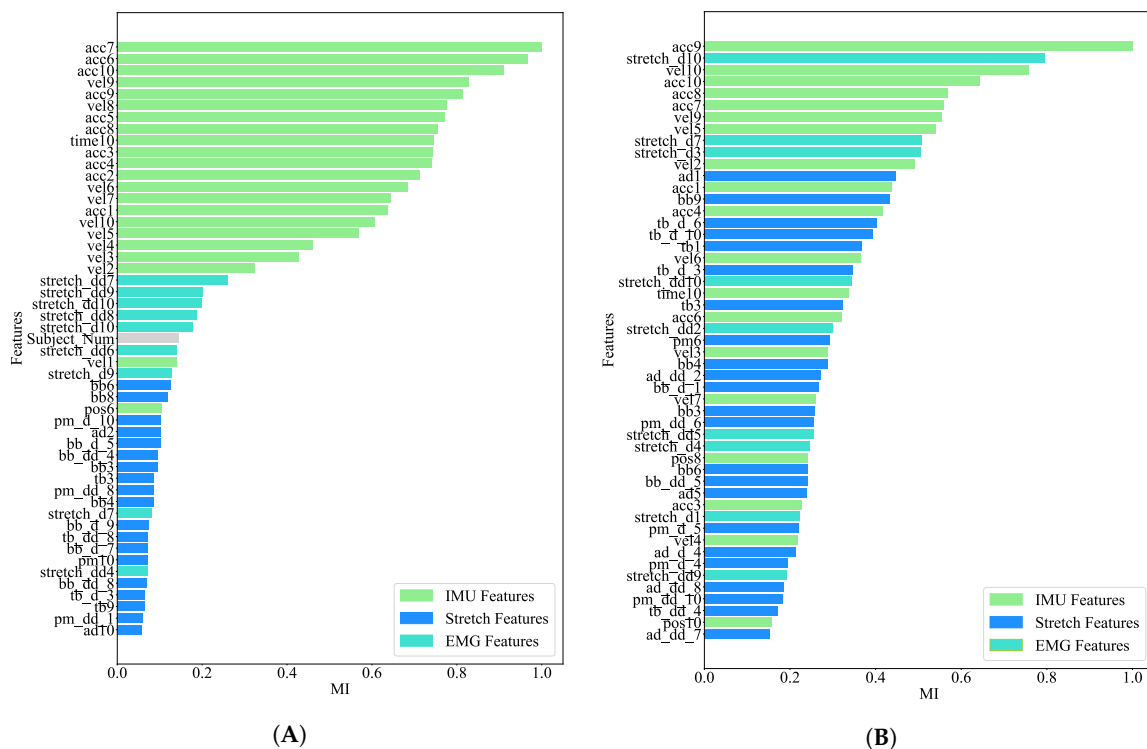 acc7
acc6
acc10
vel9
acc9
vel8
acc5
acc8
time10
acc3
acc4
acc2
vel6
vel7
acc1
vel10
vel5
vel4
vel3
vel2
stretch_dd7
stretch_dd9
stretch_dd10
stretch_dd8
stretch_d10
Subject_Num
stretch_dd6
vel1
stretch_d9
bb6
bb8
pos6
pm_d_10
ad2
bb_d_5
bb_dd_4
bb3
tb3
pm_dd_8
bb4
stretch_d7
bb_d_9
tb_dd_8
bb_d_7
pm10
stretch_dd4
bb_dd_8
tb_d_3
tb9
pm_dd_1
ad10
Features
0.0 0.2 0.4 0.6 0.8 1.0
MI
IMU Features
Stretch Features
EMG Features
(A)
acc9
stretch_d10
vel10
acc10
acc8
acc7
vel9
vel5
stretch_d7
stretch_d3
vel2
ad1
acc1
bb9
acc4
tb_d_6
tb_d_10
tb1
vel6
tb_d_3
stretch_dd10
time10
tb3
acc6
stretch_dd2
pm6
vel3
bb4
ad_dd_2
bb_d_1
vel7
bb3
pm_dd_6
stretch_dd5
stretch_d4
pos8
bb6
bb_dd_5
ad5
acc3
stretch_d1
pm_d_5
vel4
ad_d_4
pm_d_4
stretch_dd9
ad_dd_8
pm_dd_10
tb_dd_4
pos10
ad_dd_7
Features
0.0 0.2 0.4 0.6 0.8 1.0
MI
IMU Features
Stretch Features
EMG Features
(B)